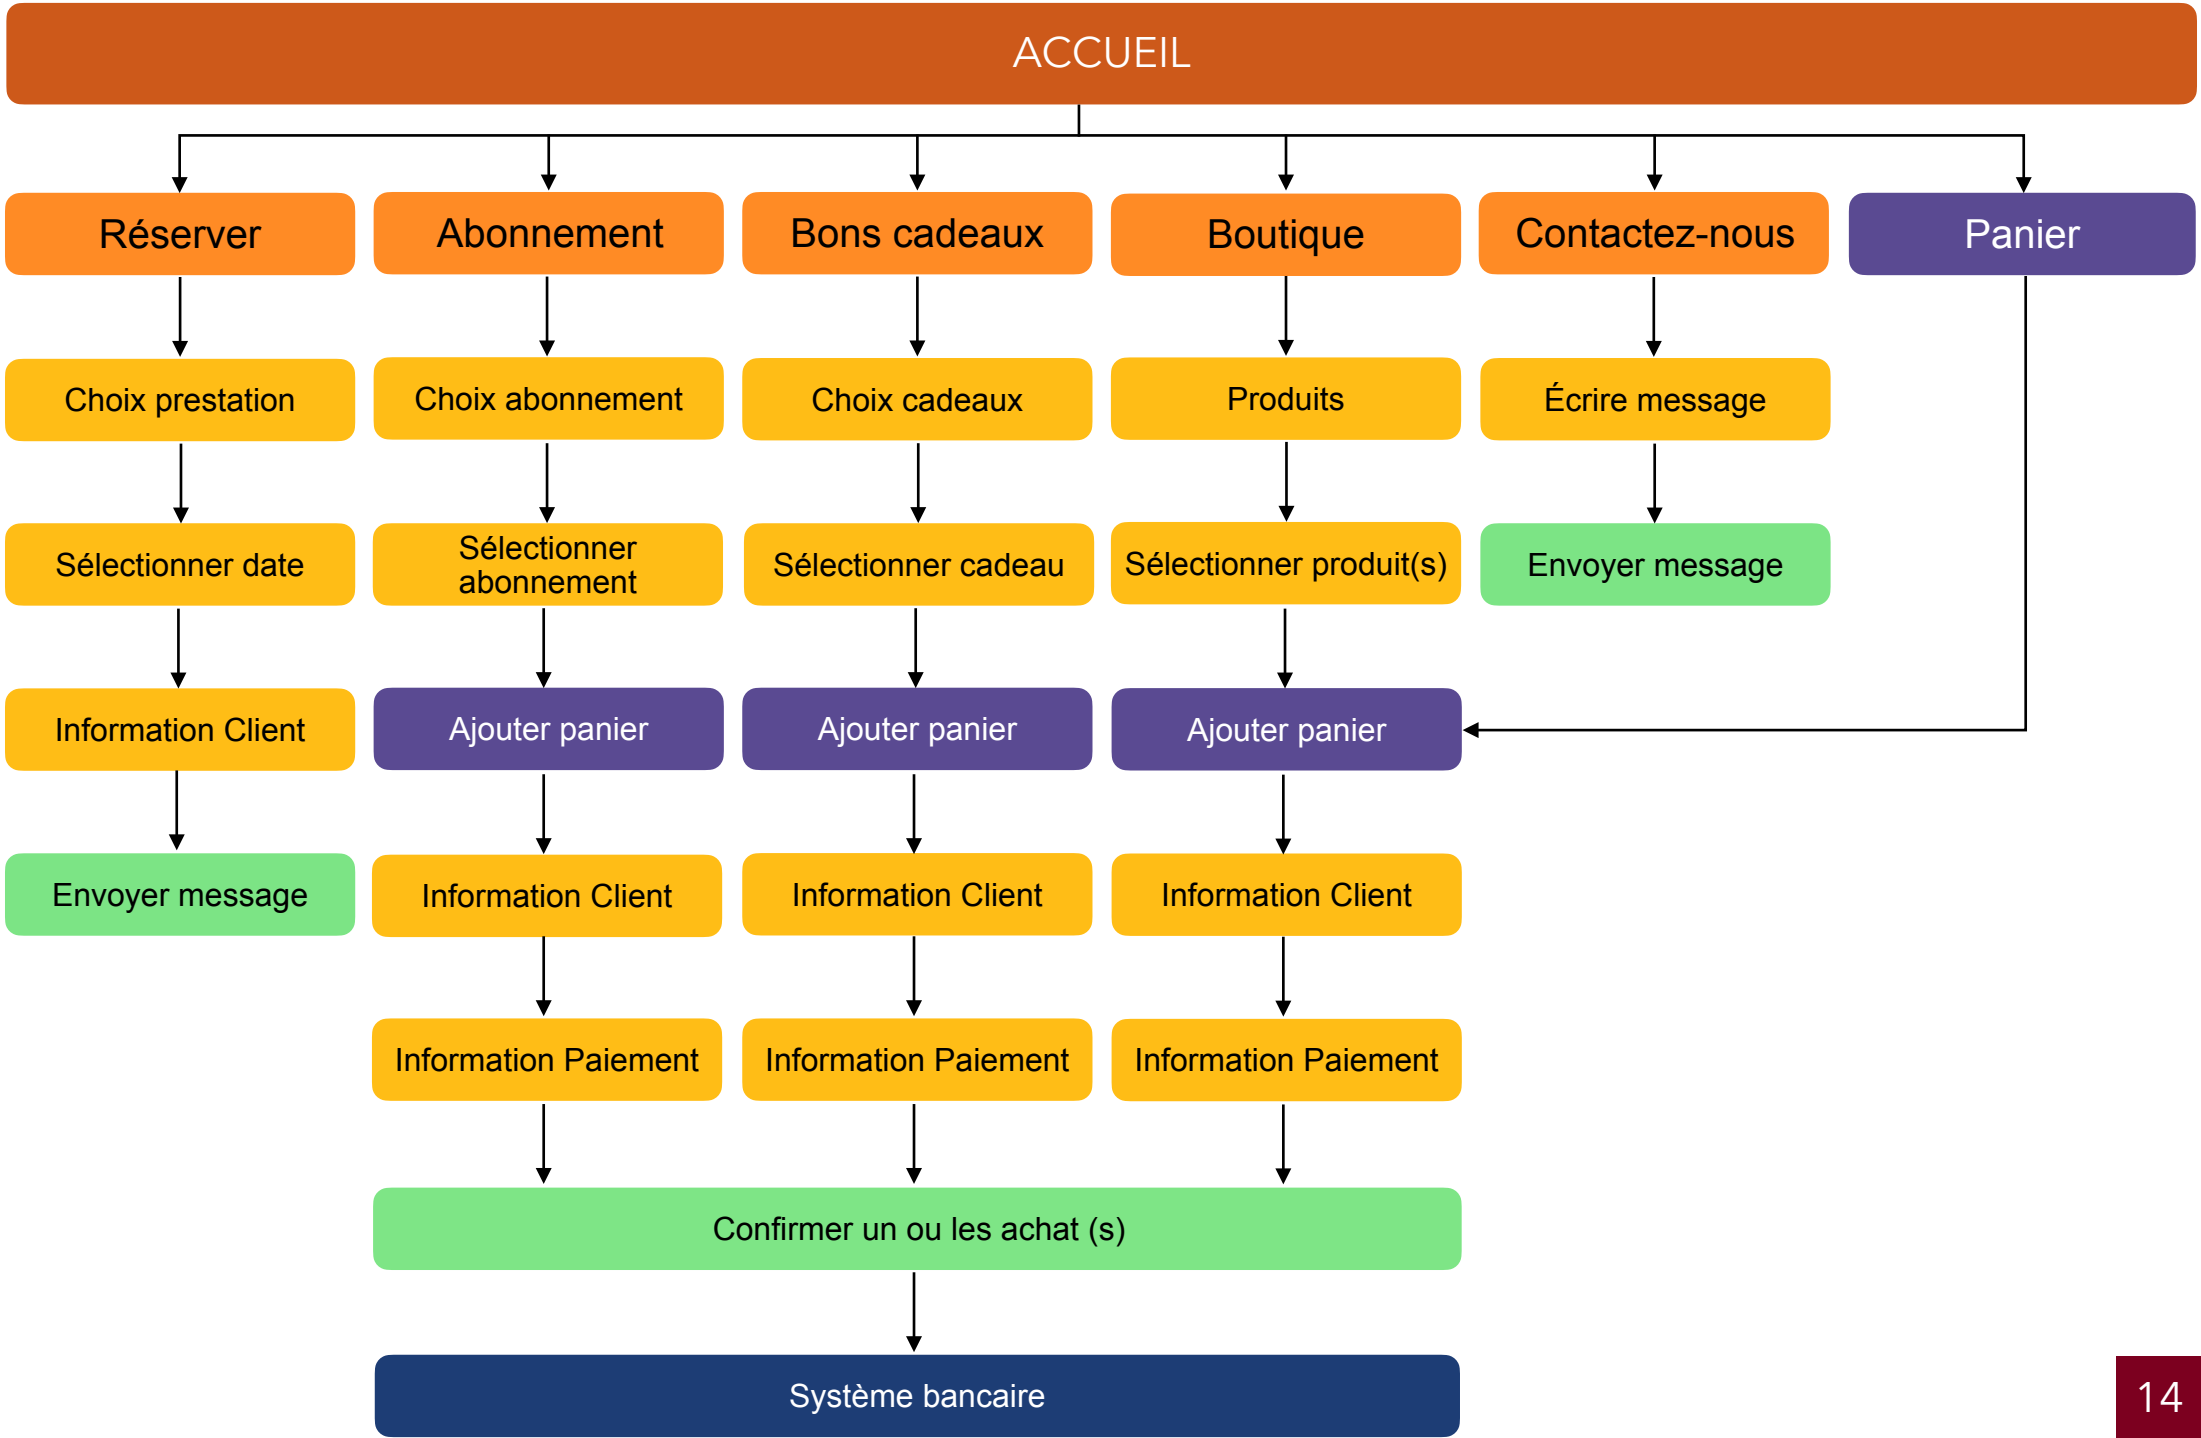 ACCUEIL
Réserver
Abonnement
Bons cadeaux
Boutique
Contactez-nous
Panier
Choix prestation
Choix abonnement
Choix cadeaux
Produits
Écrire message
Sélectionner date
Sélectionner
abonnement
Sélectionner cadeau
Sélectionner produit(s)
Envoyer message
Information Client
Ajouter panier
Ajouter panier
Ajouter panier
Envoyer message
Information Client
Information Client
Information Client
Information Paiement
Information Paiement
Information Paiement
Confirmer un ou les achat (s)
Système bancaire
14